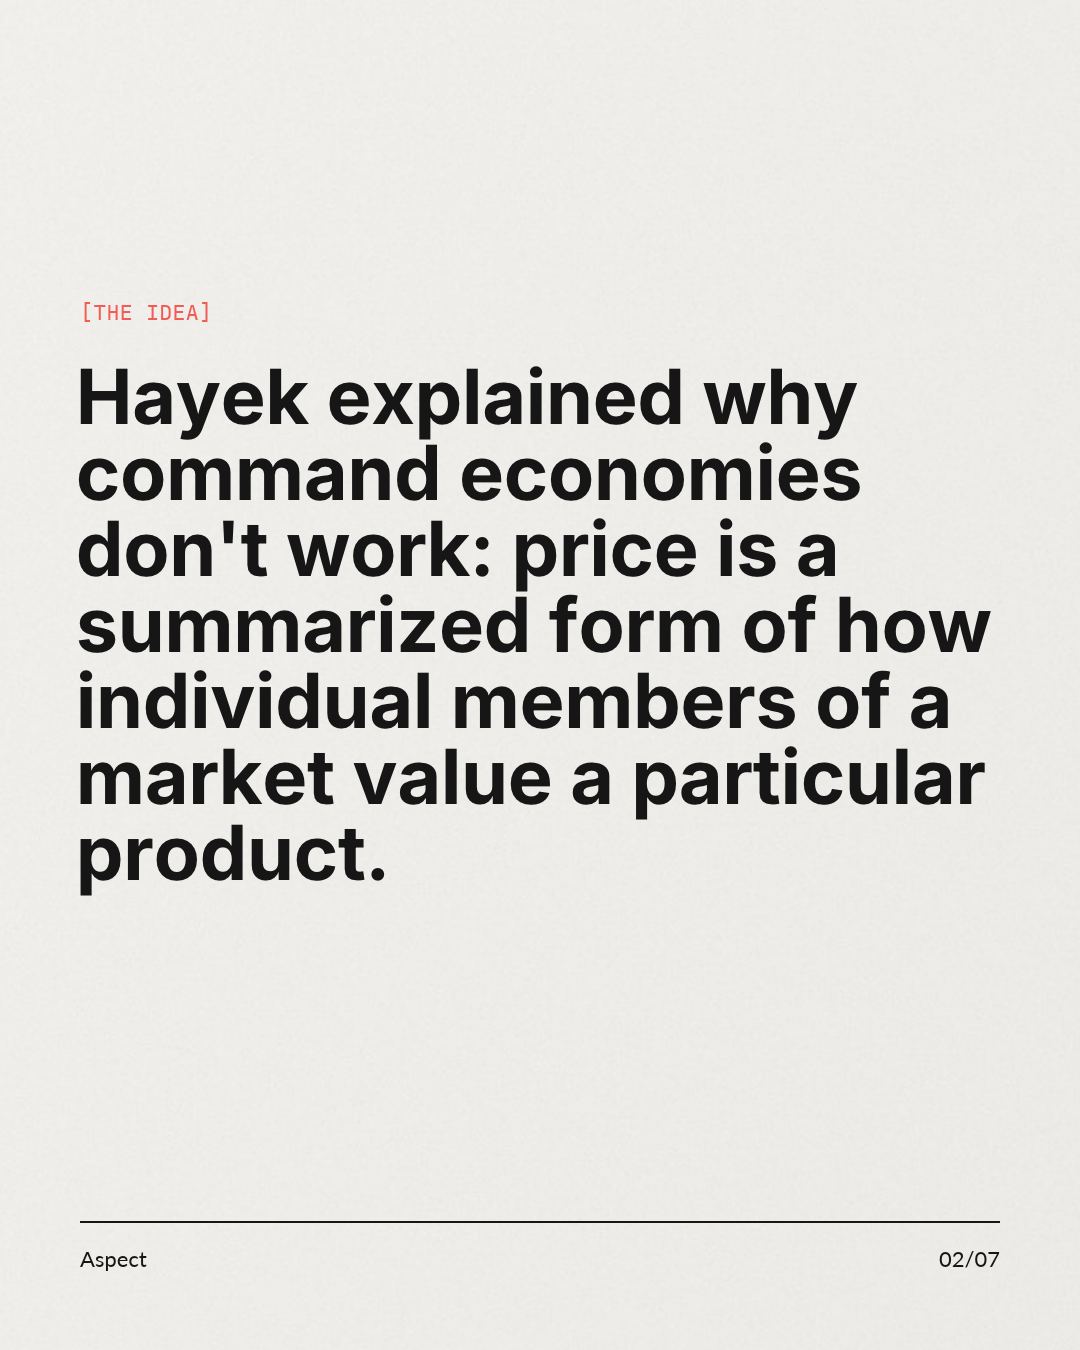 [THE IDEA]
Hayek explained why
command economies
don't work: price is a
summarized form of how
individual members of a
market value a particular
product.
Aspect
02/07